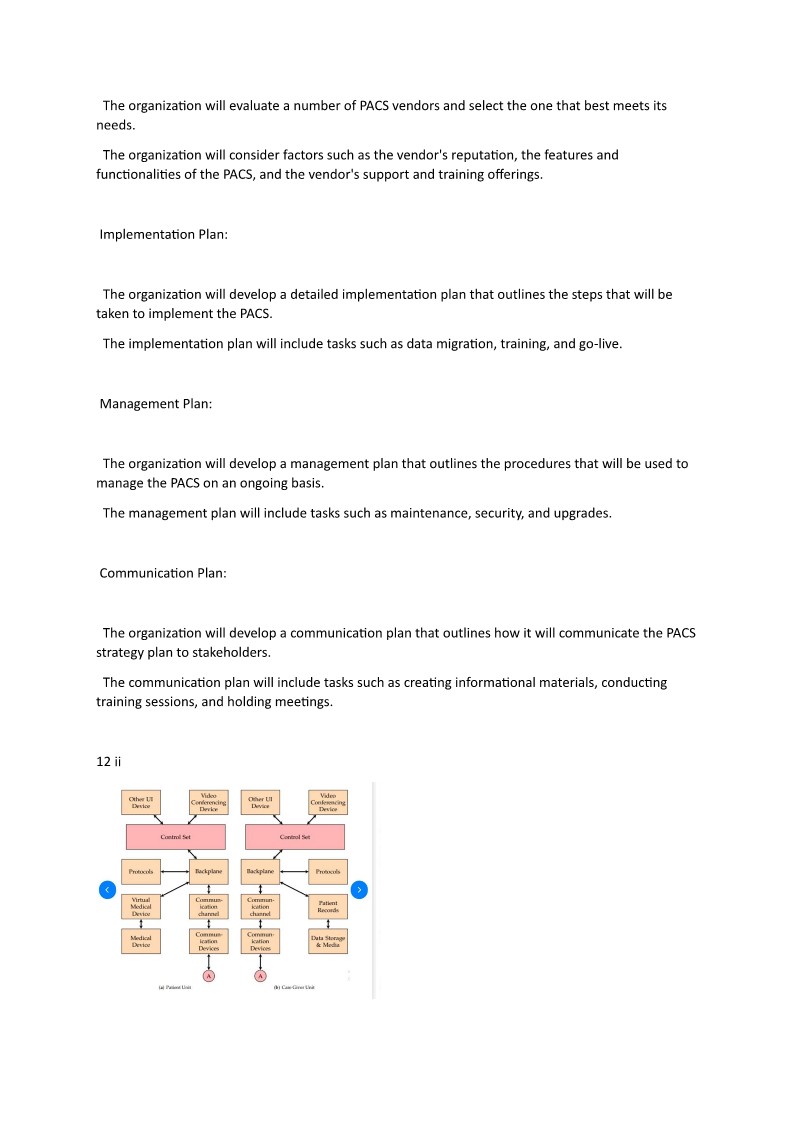 The organization will evaluate a number of PACS vendors and select the one that best meets its
needs.
The organization will consider factors such as the vendor's reputation, the features and
functionalities of the PACS, and the vendor's support and training offerings.
Implementation Plan:
The organization will develop a detailed implementation plan that outlines the steps that will be
taken to implement the PACS.
The implementation plan will include tasks such as data migration, training, and go-live.
Management Plan:
The organization will develop a management plan that outlines the procedures that will be used to
manage the PACS on an ongoing basis.
The management plan will include tasks such as maintenance, security, and upgrades.
Communication Plan:
The organization will develop a communication plan that outlines how it will communicate the PACS
strategy plan to stakeholders.
The communication plan will include tasks such as creating informational materials, conducting
training sessions, and holding meetings.
12 ii
Other UI
Device
Video
Conferencing
Device
Other UI
Device
Video
Conferencing
Device
Control Set
Control Set
Protocols
Backplane
Backplane
Protocols
Virtual
Medical
Device
Commun-
ication
channel
Commun-
ication
channel
Patient
Records
Medical
Device
Commun-
ication
Devices
Commun-
ication
Devices
Data Storage
& Media
A
A
(a) Patient Unit
(b) Care Giver Unit